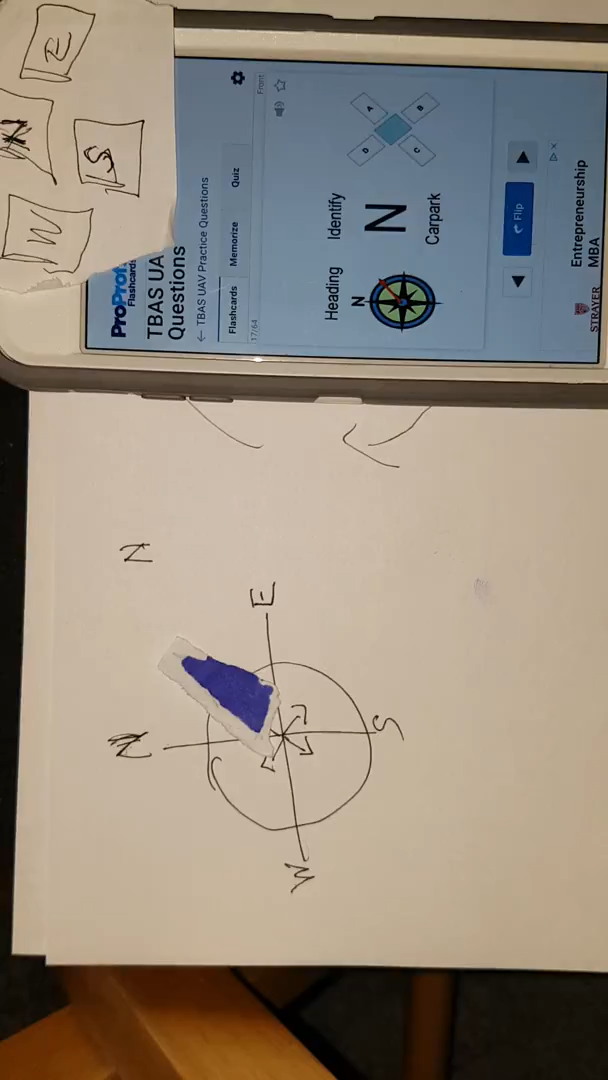 E
N
S
W
ProProfs
Flashcards
TBAS UAV
Questions
← TBAS UAV Practice Questions
Flashcards Memorize Quiz
17/64 Front
Heading Identify
N N
Carpark
A
B
C
D
Flip
Entrepreneurship
MBA
STRAYER
N
N
E
S
W